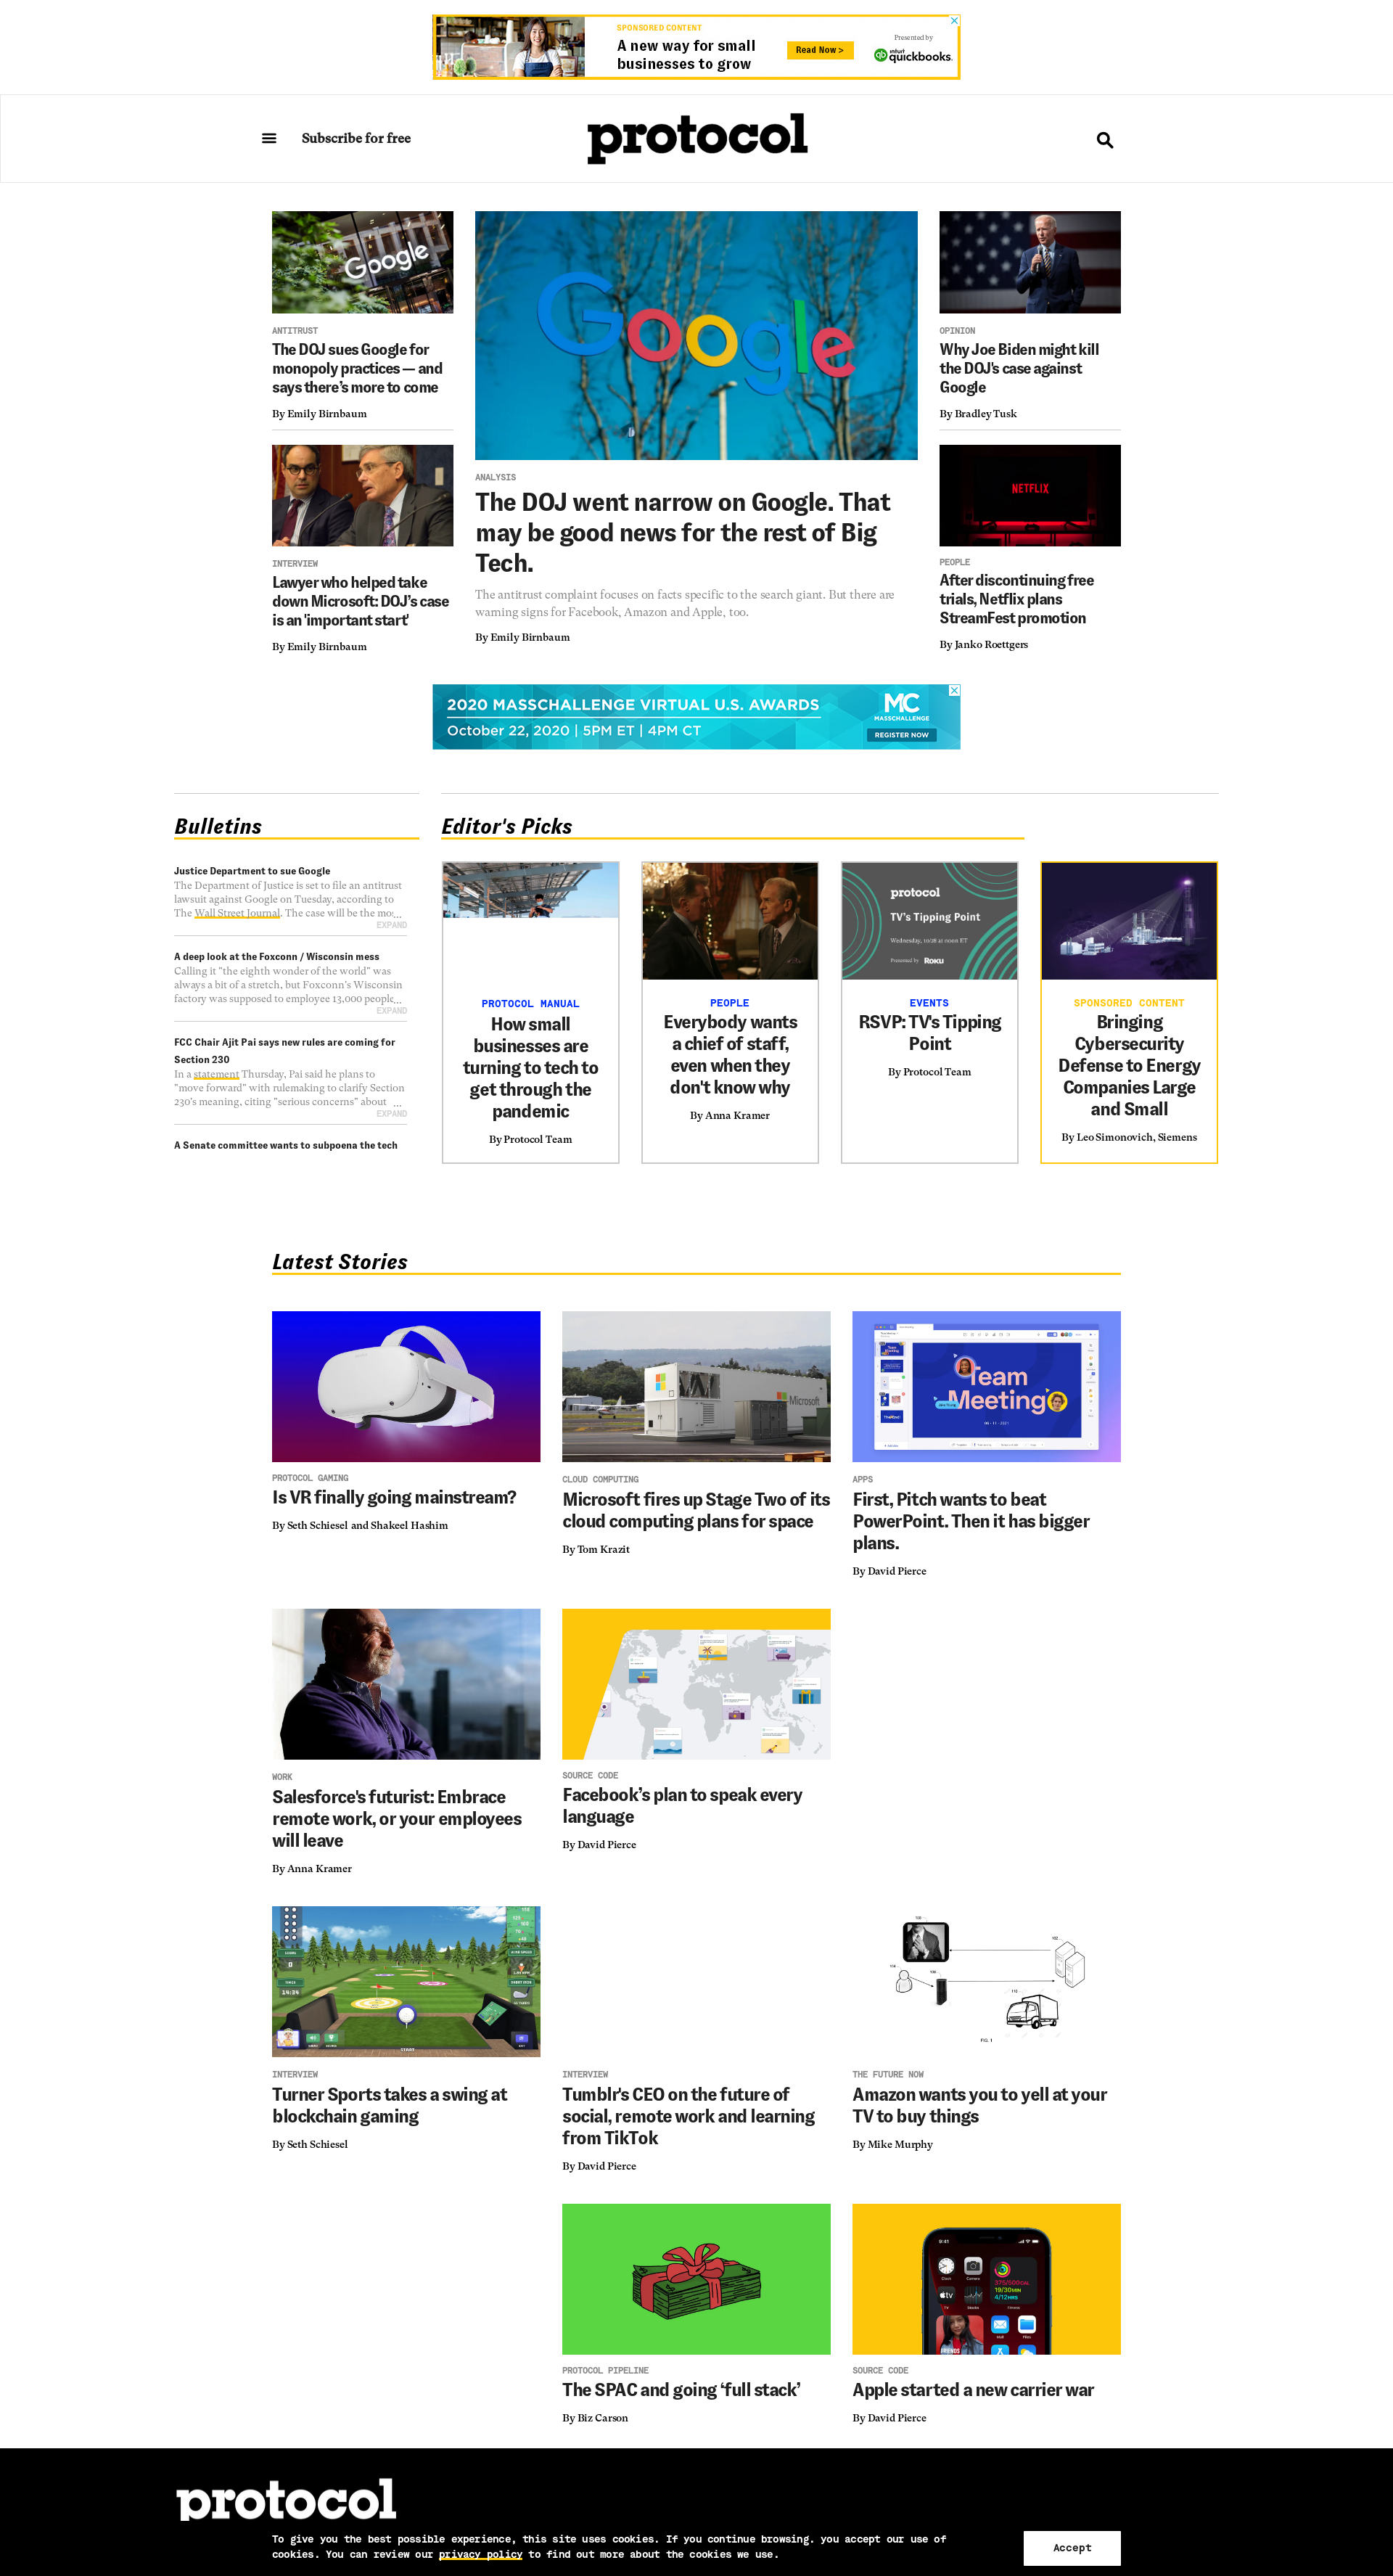 SPONSORED CONTENT
A new way for small
businesses to grow
Read Now >
Presented by
intuit
quickbooks.
Subscribe for free
protocol
Google
ANTITRUST
The DOJ sues Google for
monopoly practices — and
says there’s more to come
By Emily Birnbaum
INTERVIEW
Lawyer who helped take
down Microsoft: DOJ’s case
is an 'important start'
By Emily Birnbaum
Google
ANALYSIS
The DOJ went narrow on Google. That
may be good news for the rest of Big
Tech.
The antitrust complaint focuses on facts specific to the search giant. But there are
warning signs for Facebook, Amazon and Apple, too.
By Emily Birnbaum
OPINION
Why Joe Biden might kill
the DOJ's case against
Google
By Bradley Tusk
NETFLIX
PEOPLE
After discontinuing free
trials, Netflix plans
StreamFest promotion
By Janko Roettgers
2020 MASSCHALLENGE VIRTUAL U.S. AWARDS
October 22, 2020 | 5PM ET | 4PM CT
MC
MASSCHALLENGE
REGISTER NOW
Bulletins
Justice Department to sue Google
The Department of Justice is set to file an antitrust
lawsuit against Google on Tuesday, according to
The Wall Street Journal. The case will be the mos...
EXPAND
A deep look at the Foxconn / Wisconsin mess
Calling it "the eighth wonder of the world" was
always a bit of a stretch, but Foxconn's Wisconsin
factory was supposed to employee 13,000 people...
EXPAND
FCC Chair Ajit Pai says new rules are coming for
Section 230
In a statement Thursday, Pai said he plans to
"move forward" with rulemaking to clarify Section
230's meaning, citing "serious concerns" about ...
EXPAND
A Senate committee wants to subpoena the tech
Editor's Picks
PROTOCOL MANUAL
How small
businesses are
turning to tech to
get through the
pandemic
By Protocol Team
PEOPLE
Everybody wants
a chief of staff,
even when they
don't know why
By Anna Kramer
protocol
TV's Tipping Point
Wednesday, 10/28 at noon ET
Presented by Roku
EVENTS
RSVP: TV's Tipping
Point
By Protocol Team
SPONSORED CONTENT
Bringing
Cybersecurity
Defense to Energy
Companies Large
and Small
By Leo Simonovich, Siemens
Latest Stories
PROTOCOL GAMING
Is VR finally going mainstream?
By Seth Schiesel and Shakeel Hashim
Microsoft
CLOUD COMPUTING
Microsoft fires up Stage Two of its
cloud computing plans for space
By Tom Krazit
Team
Meeting
APPS
First, Pitch wants to beat
PowerPoint. Then it has bigger
plans.
By David Pierce
WORK
Salesforce's futurist: Embrace
remote work, or your employees
will leave
By Anna Kramer
SOURCE CODE
Facebook’s plan to speak every
language
By David Pierce
INTERVIEW
Turner Sports takes a swing at
blockchain gaming
By Seth Schiesel
INTERVIEW
Tumblr's CEO on the future of
social, remote work and learning
from TikTok
By David Pierce
FIG. 1
THE FUTURE NOW
Amazon wants you to yell at your
TV to buy things
By Mike Murphy
PROTOCOL PIPELINE
The SPAC and going ‘full stack’
By Biz Carson
9:41
375/500CAL
19/30MIN
4/12HRS
SOURCE CODE
Apple started a new carrier war
By David Pierce
protocol
To give you the best possible experience, this site uses cookies. If you continue browsing. you accept our use of
cookies. You can review our privacy policy to find out more about the cookies we use.
Accept